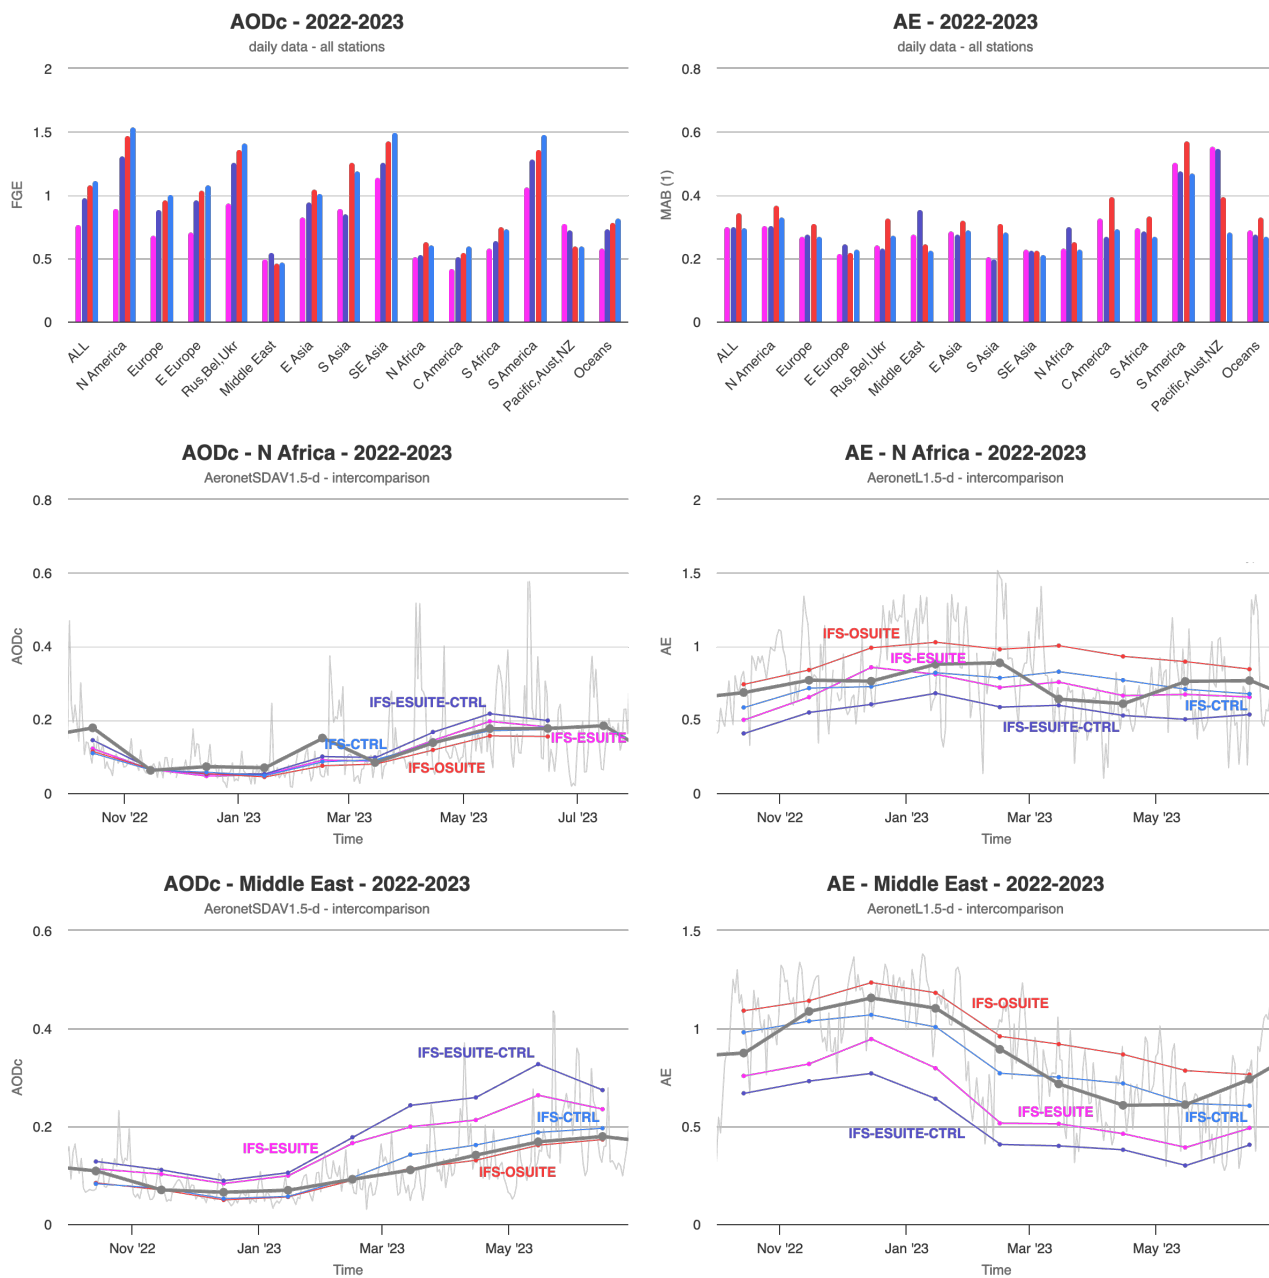 AODc - 2022-2023
daily data - all stations
2
1.5
1
0.5
0
FGE
ALL
N America
Europe
E Europe
Rus,Bel,Ukr
Middle East
E Asia
S Asia
SE Asia
N Africa
C America
S Africa
S America
Pacific,Aust,NZ
Oceans
AE - 2022-2023
daily data - all stations
0.8
0.6
0.4
0.2
0
MAB (1)
ALL
N America
Europe
E Europe
Rus,Bel,Ukr
Middle East
E Asia
S Asia
SE Asia
N Africa
C America
S Africa
S America
Pacific,Aust,NZ
Oceans
AODc - N Africa - 2022-2023
AeronetSDAV1.5-d - intercomparison
0.8
0.6
0.4
0.2
0
AODc
IFS-ESUITE-CTRL
IFS-CTRL
IFS-ESUITE
IFS-OSUITE
Nov '22
Jan '23
Mar '23
May '23
Jul '23
Time
AE - N Africa - 2022-2023
AeronetL1.5-d - intercomparison
2
1.5
1
0.5
0
AE
IFS-OSUITE
IFS-ESUITE
IFS-CTRL
IFS-ESUITE-CTRL
Nov '22
Jan '23
Mar '23
May '23
Time
AODc - Middle East - 2022-2023
AeronetSDAV1.5-d - intercomparison
0.6
0.4
0.2
0
AODc
IFS-ESUITE-CTRL
IFS-CTRL
IFS-ESUITE
IFS-OSUITE
Nov '22
Jan '23
Mar '23
May '23
Time
AE - Middle East - 2022-2023
AeronetL1.5-d - intercomparison
1.5
1
0.5
0
AE
IFS-OSUITE
IFS-ESUITE
IFS-CTRL
IFS-ESUITE-CTRL
Nov '22
Jan '23
Mar '23
May '23
Time